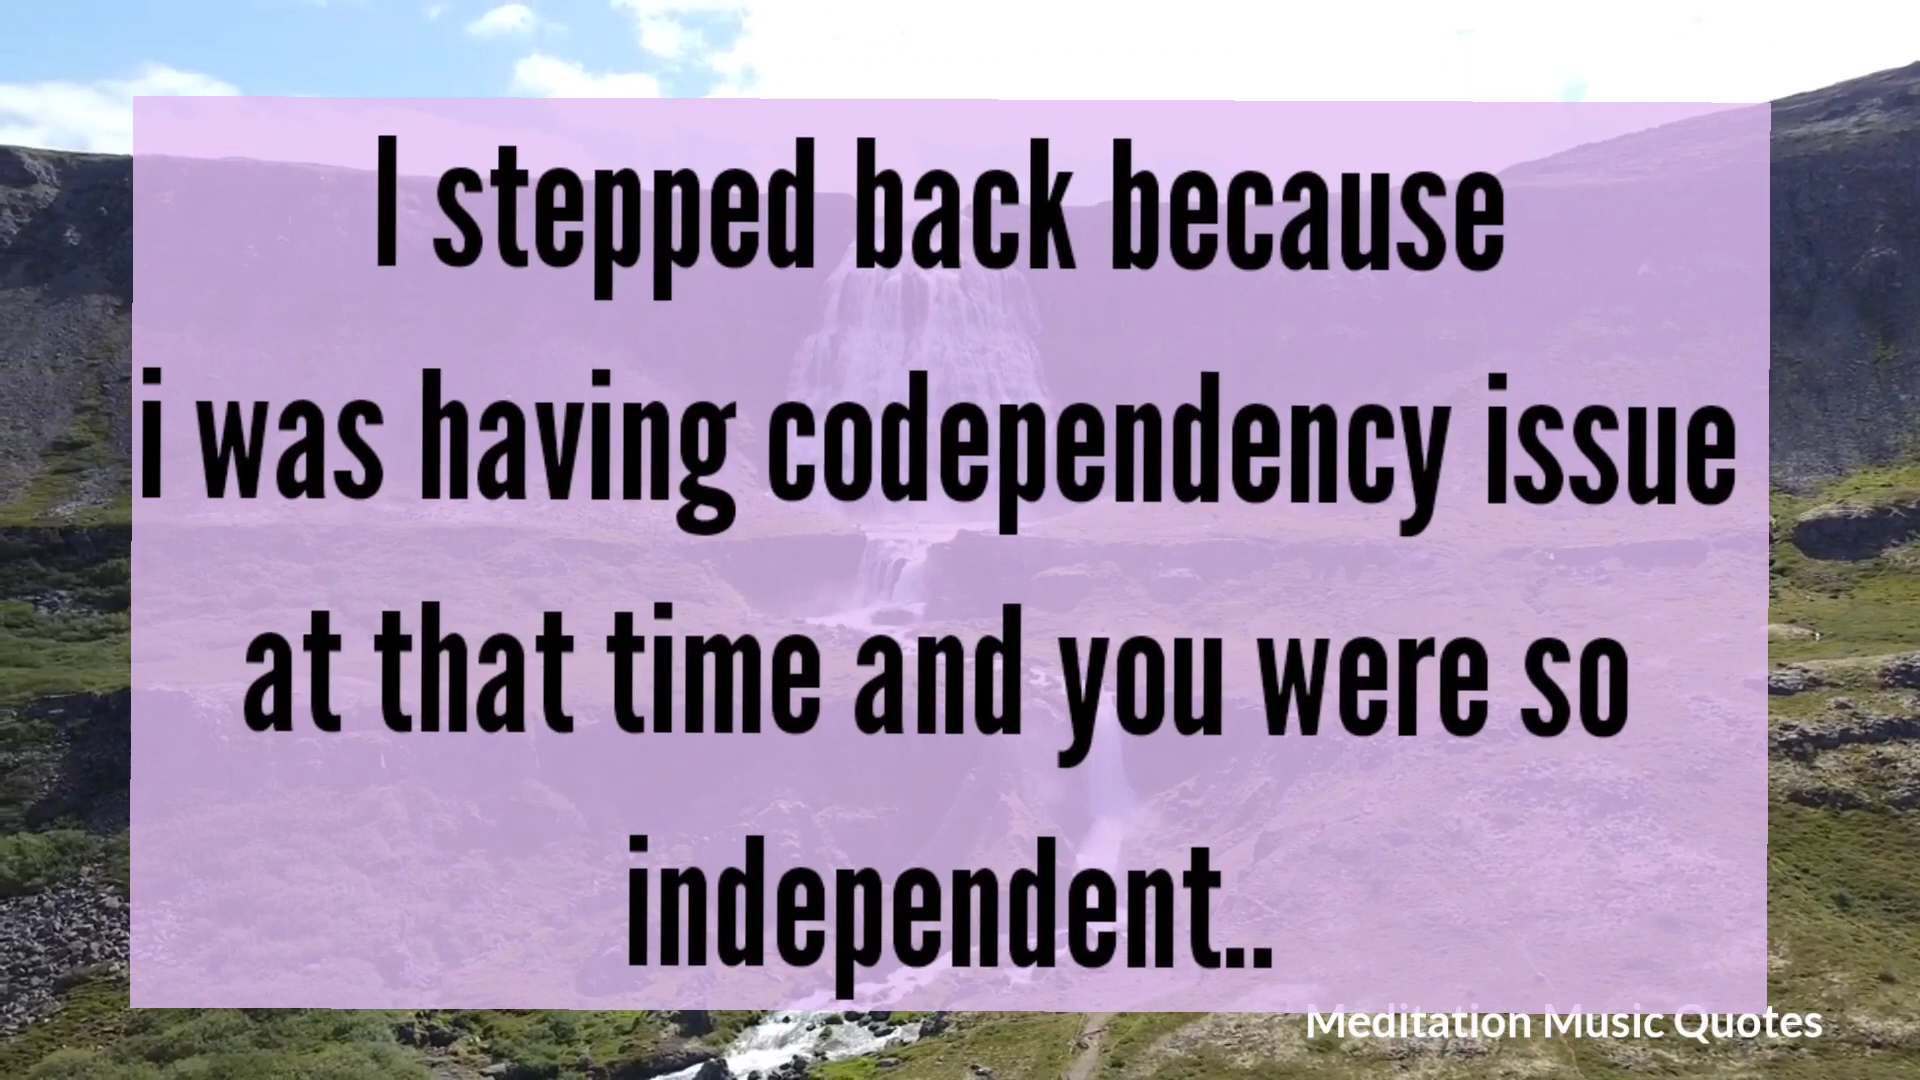 I stepped back because
i was having codependency issue
at that time and you were so
independent..
Meditation Music Quotes